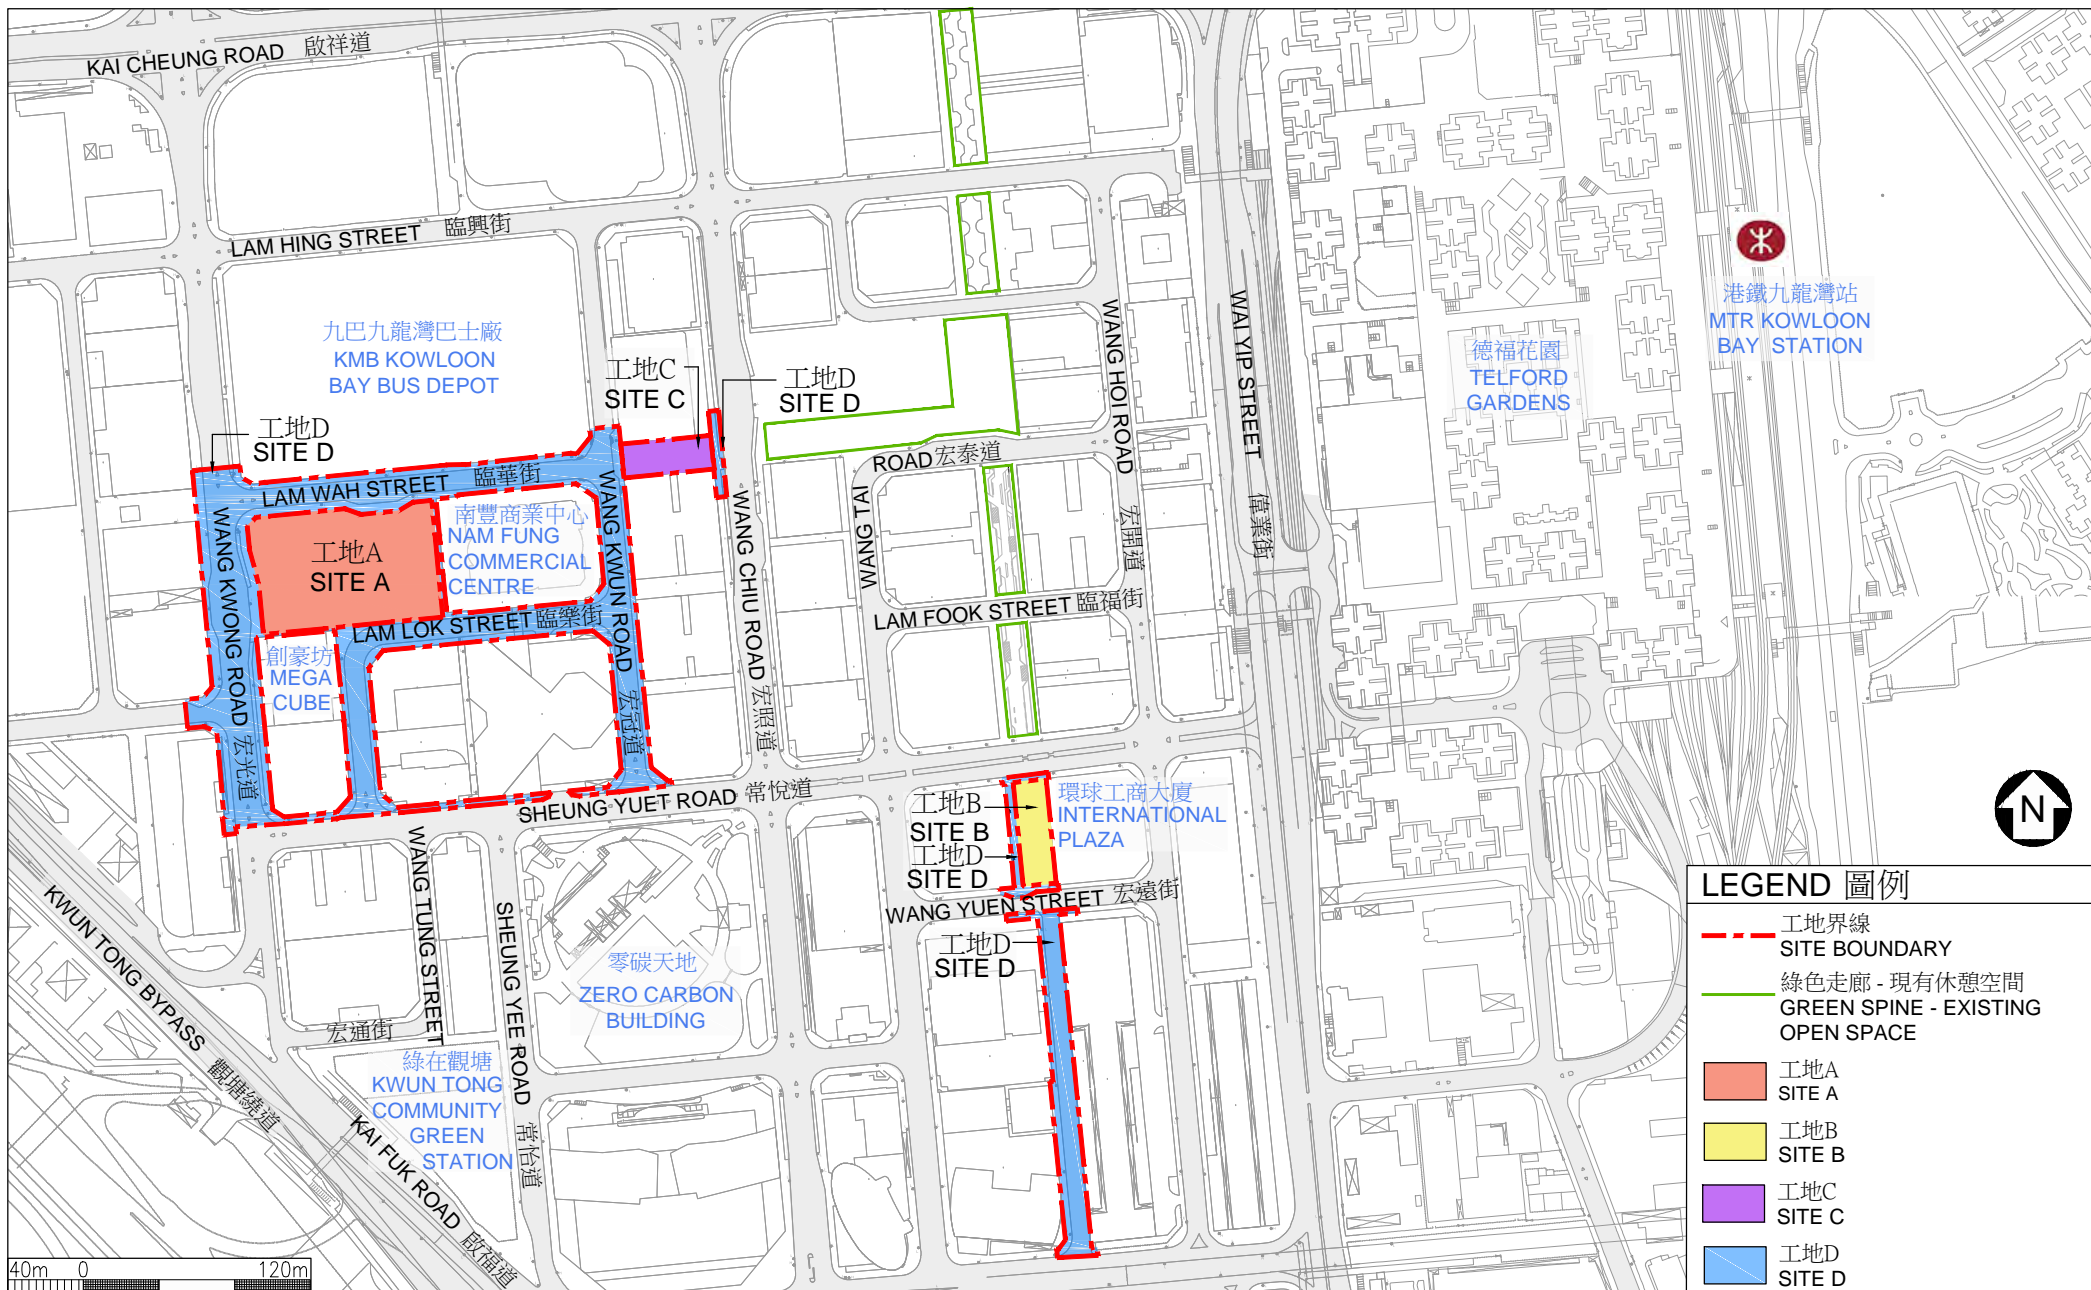 KAI CHEUNG ROAD 啟祥道
LAM HING STREET 臨興街
九巴九龍灣巴士廠
KMB KOWLOON
BAY BUS DEPOT
工地C
SITE C
工地D
SITE D
工地D
SITE D
港鐵九龍灣站
MTR KOWLOON
BAY STATION
德福花園
TELFORD
GARDENS
WANG HOI ROAD 宏開道
WAI YIP STREET 偉業街
ROAD 宏泰道
WANG TAI
LAM WAH STREET 臨華街
工地A
SITE A
南豐商業中心
NAM FUNG
COMMERCIAL
CENTRE
WANG KWONG ROAD 宏光道
WANG KWUN ROAD 宏冠道
WANG CHIU ROAD 宏照道
LAM LOK STREET 臨樂街
LAM FOOK STREET 臨福街
創豪坊
MEGA
CUBE
SHEUNG YUET ROAD 常悅道
工地B
SITE B
工地D
SITE D
環球工商大廈
INTERNATIONAL
PLAZA
WANG YUEN STREET 宏遠街
工地D
SITE D
KWUN TONG BYPASS 觀塘繞道
WANG TUNG STREET
宏通街
SHEUNG YEE ROAD 常怡道
零碳天地
ZERO CARBON
BUILDING
綠在觀塘
KWUN TONG
COMMUNITY
GREEN
STATION
KAI FUK ROAD 啟福道
40m 0 120m
N
LEGEND 圖例
工地界線
SITE BOUNDARY
綠色走廊 - 現有休憩空間
GREEN SPINE - EXISTING
OPEN SPACE
工地A
SITE A
工地B
SITE B
工地C
SITE C
工地D
SITE D